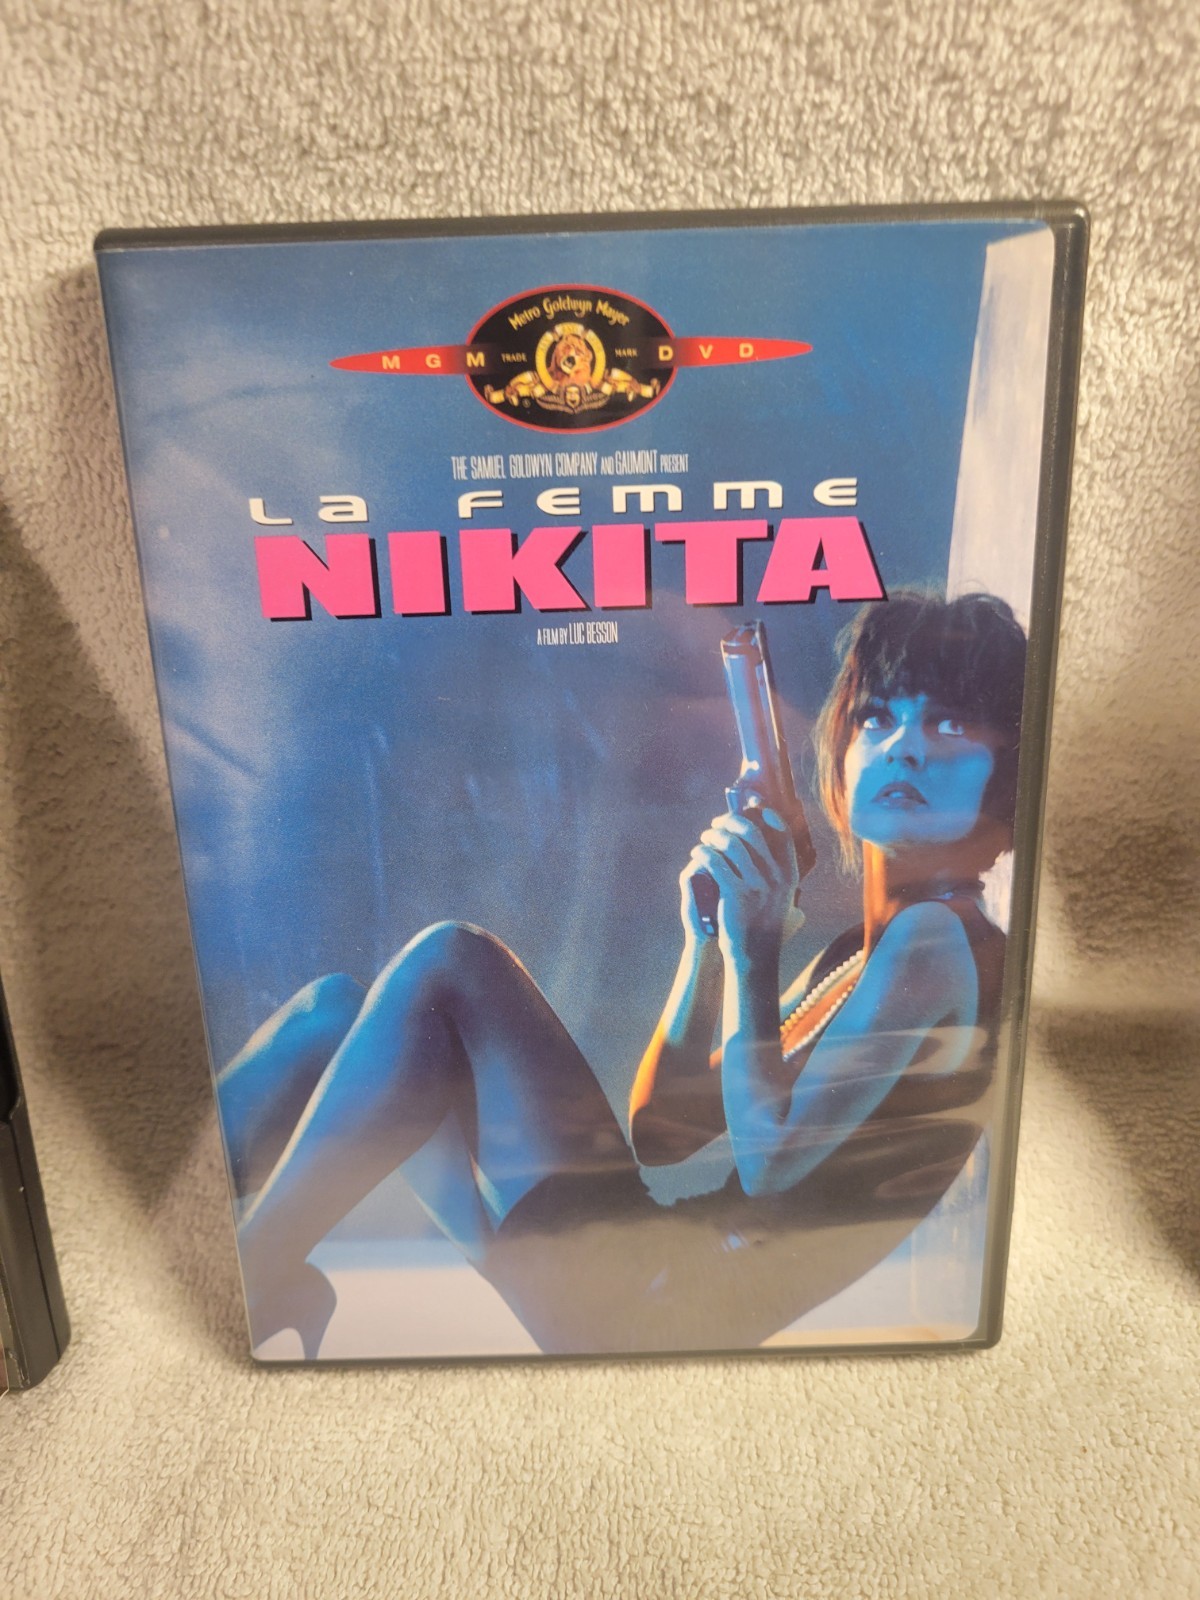 Metro Goldwyn Mayer
MGM TRADE MARK DVD
THE SAMUEL GOLDWYN COMPANY AND GAUMONT PRESENT
La Femme
NIKITA
A FILM BY LUC BESSON